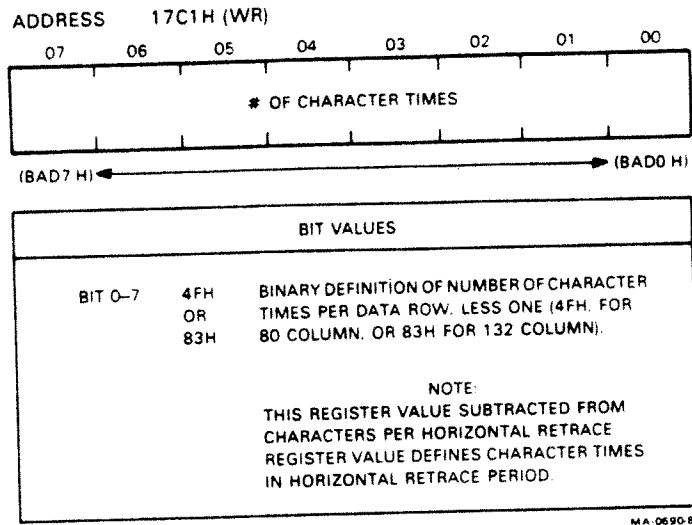 ADDRESS 17C1H (WR)
07 06 05 04 03 02 01 00
# OF CHARACTER TIMES
(BAD7 H) (BAD0 H)
BIT VALUES
BIT 0–7 4FH BINARY DEFINITION OF NUMBER OF CHARACTER
OR TIMES PER DATA ROW, LESS ONE (4FH, FOR
83H 80 COLUMN, OR 83H FOR 132 COLUMN).
NOTE:
THIS REGISTER VALUE SUBTRACTED FROM
CHARACTERS PER HORIZONTAL RETRACE
REGISTER VALUE DEFINES CHARACTER TIMES
IN HORIZONTAL RETRACE PERIOD.